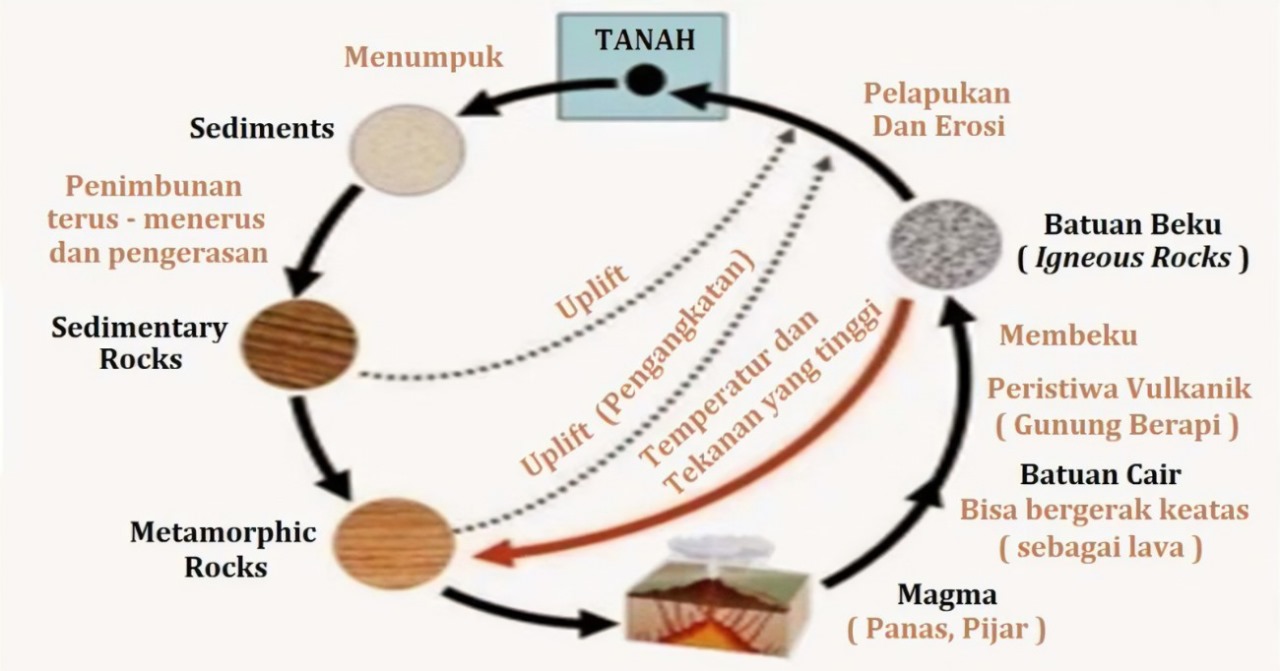 TANAH
Menumpuk
Pelapukan
Dan Erosi
Sediments
Penimbunan
terus - menerus
dan pengerasan
Batuan Beku
( Igneous Rocks )
Sedimentary
Rocks
Uplift
Uplift (Pengangkatan)
Temperatur dan
Tekanan yang tinggi
Membeku
Peristiwa Vulkanik
( Gunung Berapi )
Batuan Cair
Bisa bergerak keatas
( sebagai lava )
Metamorphic
Rocks
Magma
( Panas, Pijar )